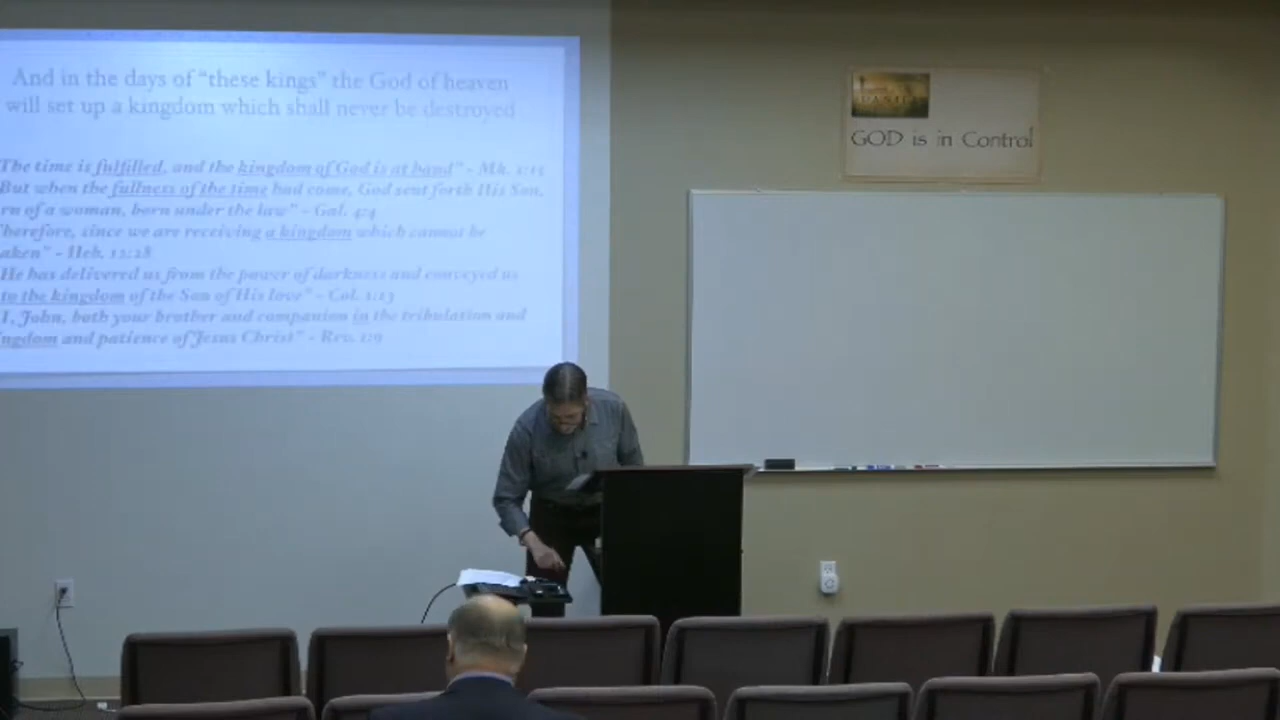 And in the days of “these kings” the God of heaven
will set up a kingdom which shall never be destroyed
The time is fulfilled, and the kingdom of God is at hand” - Mk. 1:15
But when the fullness of the time had come, God sent forth His Son,
rn of a woman, born under the law” - Gal. 4:4
herefore, since we are receiving a kingdom which cannot be
aken” - Heb. 12:28
He has delivered us from the power of darkness and conveyed us
to the kingdom of the Son of His love” - Col. 1:13
I, John, both your brother and companion in the tribulation and
ngdom and patience of Jesus Christ” - Rev. 1:9
DANIEL
GOD is in Control